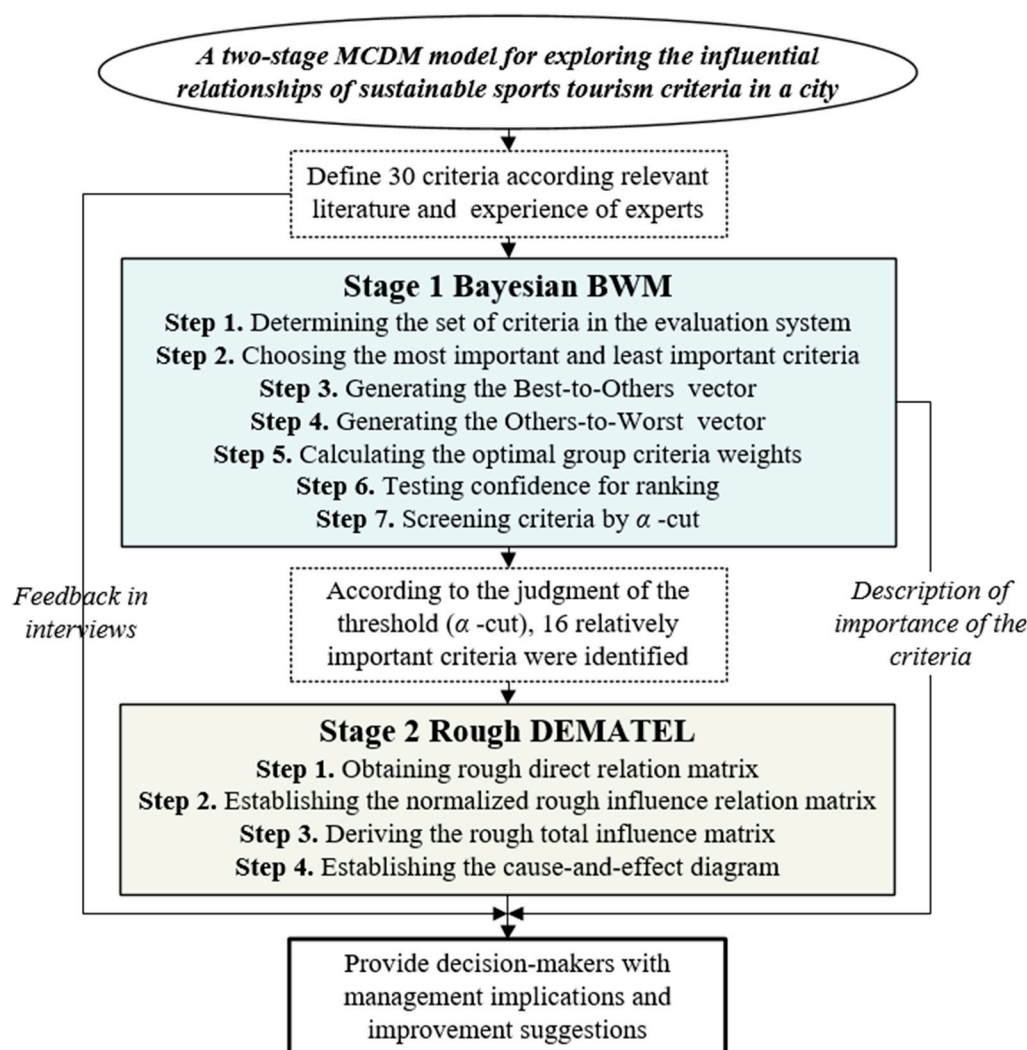 A two-stage MCDM model for exploring the influential
relationships of sustainable sports tourism criteria in a city
Define 30 criteria according relevant
literature and experience of experts
Stage 1 Bayesian BWM
Step 1. Determining the set of criteria in the evaluation system
Step 2. Choosing the most important and least important criteria
Step 3. Generating the Best-to-Others vector
Step 4. Generating the Others-to-Worst vector
Step 5. Calculating the optimal group criteria weights
Step 6. Testing confidence for ranking
Step 7. Screening criteria by α -cut
Feedback in
interviews
According to the judgment of the
threshold (α -cut), 16 relatively
important criteria were identified
Description of
importance of the
criteria
Stage 2 Rough DEMATEL
Step 1. Obtaining rough direct relation matrix
Step 2. Establishing the normalized rough influence relation matrix
Step 3. Deriving the rough total influence matrix
Step 4. Establishing the cause-and-effect diagram
Provide decision-makers with
management implications and
improvement suggestions